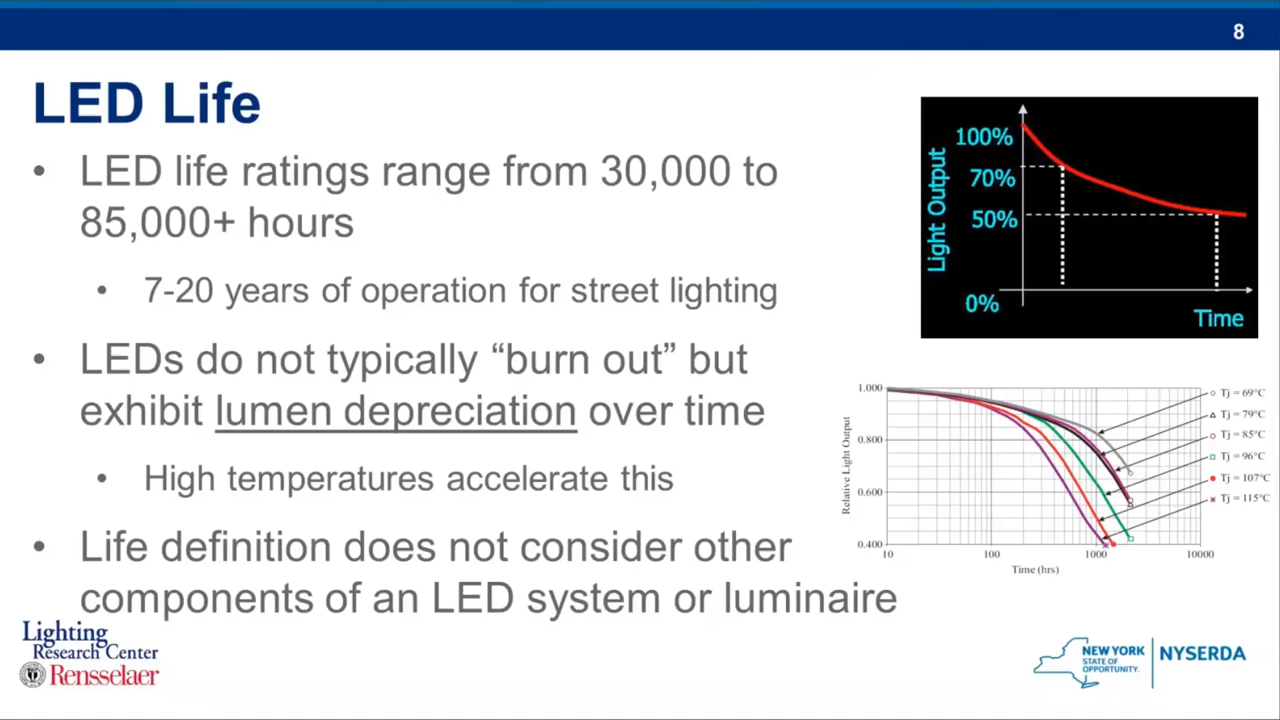 8
LED Life
• LED life ratings range from 30,000 to
85,000+ hours
• 7-20 years of operation for street lighting
• LEDs do not typically “burn out” but
exhibit lumen depreciation over time
• High temperatures accelerate this
• Life definition does not consider other
components of an LED system or luminaire
Light Output
100%
70%
50%
0%
Time
Relative Light Output
1.000
0.800
0.600
0.400
10
100
1000
10000
Time (hrs)
Tj = 69°C
Tj = 79°C
Tj = 85°C
Tj = 96°C
Tj = 107°C
Tj = 115°C
Lighting
Research Center
Rensselaer
NEW YORK
STATE OF
OPPORTUNITY.
NYSERDA